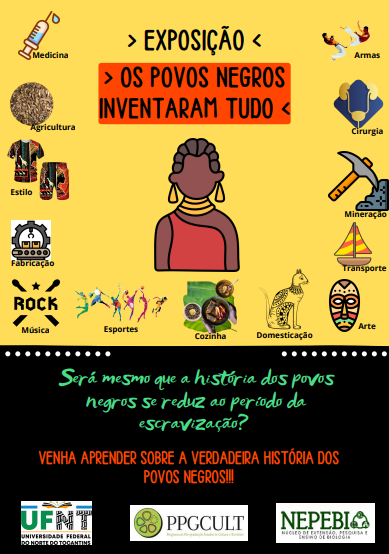 > EXPOSIÇÃO <
> OS POVOS NEGROS
INVENTARAM TUDO <
Medicina
Armas
Agricultura
Cirurgia
Estilo
Mineração
Fabricação
Transporte
ROCK
Música
Esportes
Cozinha
Domesticação
Arte
Será mesmo que a história dos povos
negros se reduz ao período da
escravização?
VENHA APRENDER SOBRE A VERDADEIRA HISTÓRIA DOS
POVOS NEGROS!!!
UFNT
UNIVERSIDADE FEDERAL
DO NORTE DO TOCANTINS
PPGCULT
NEPEBIO
NÚCLEO DE EXTENSÃO, PESQUISA E
ENSINO DE BIOLOGIA